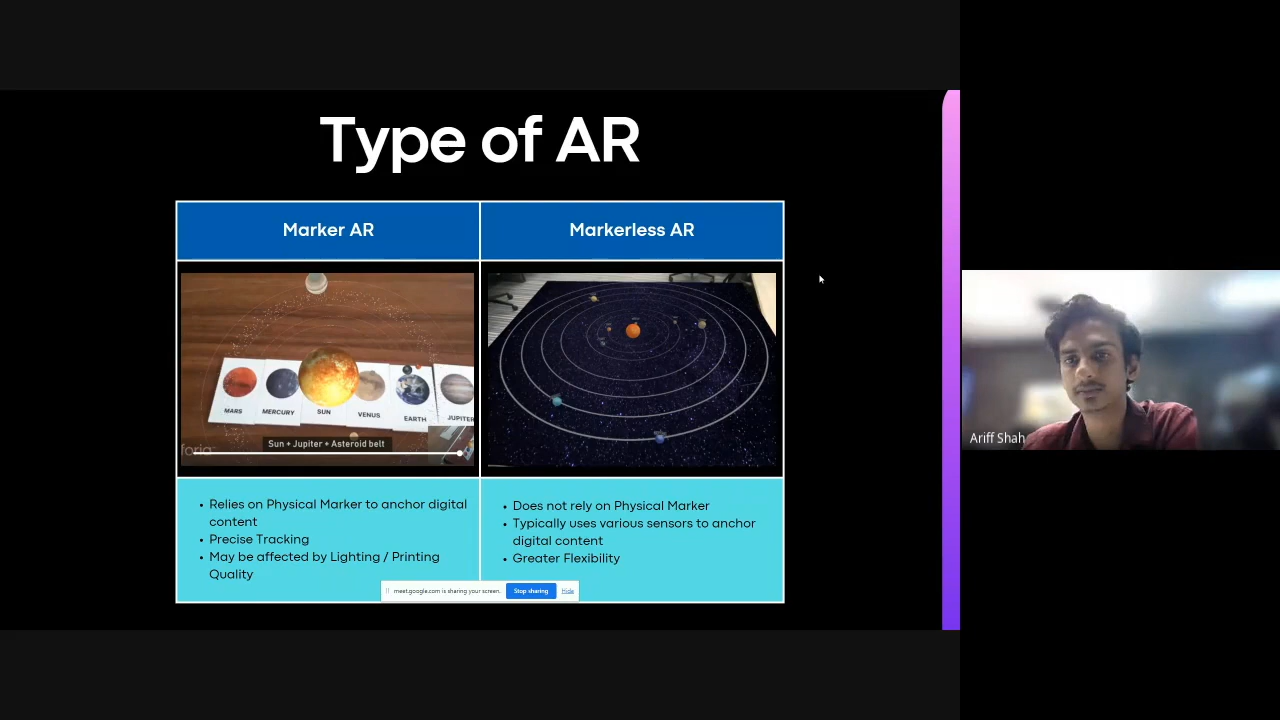 Type of AR
Marker AR
Markerless AR
MARS
MERCURY
SUN
VENUS
EARTH
JUPITER
Sun + Jupiter + Asteroid belt
• Relies on Physical Marker to anchor digital
content
• Precise Tracking
• May be affected by Lighting / Printing
Quality
• Does not rely on Physical Marker
• Typically uses various sensors to anchor
digital content
• Greater Flexibility
meet.google.com is sharing your screen.
Stop sharing
Hide
Ariff Shah